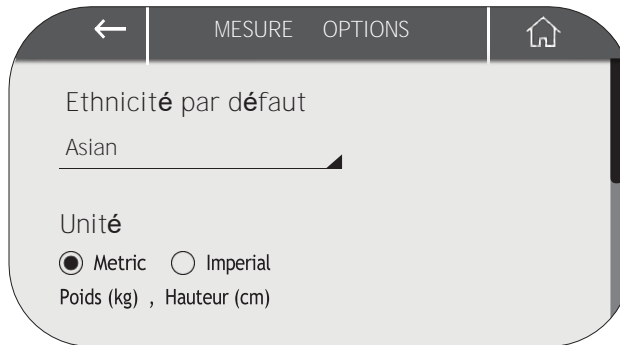 MESURE OPTIONS
Ethnicité par défaut
Asian
Unité
Metric Imperial
Poids (kg) , Hauteur (cm)